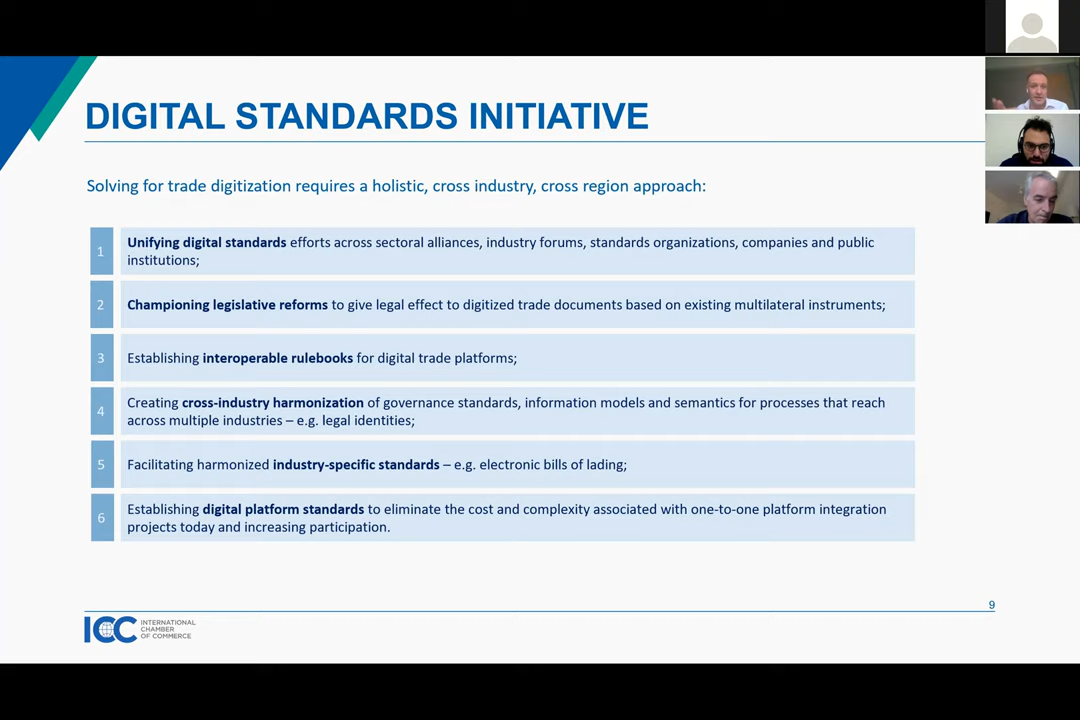 DIGITAL STANDARDS INITIATIVE
Solving for trade digitization requires a holistic, cross industry, cross region approach:
1
Unifying digital standards efforts across sectoral alliances, industry forums, standards organizations, companies and public
institutions;
2
Championing legislative reforms to give legal effect to digitized trade documents based on existing multilateral instruments;
3
Establishing interoperable rulebooks for digital trade platforms;
4
Creating cross-industry harmonization of governance standards, information models and semantics for processes that reach
across multiple industries – e.g. legal identities;
5
Facilitating harmonized industry-specific standards – e.g. electronic bills of lading;
6
Establishing digital platform standards to eliminate the cost and complexity associated with one-to-one platform integration
projects today and increasing participation.
9
ICC
INTERNATIONAL
CHAMBER
OF COMMERCE